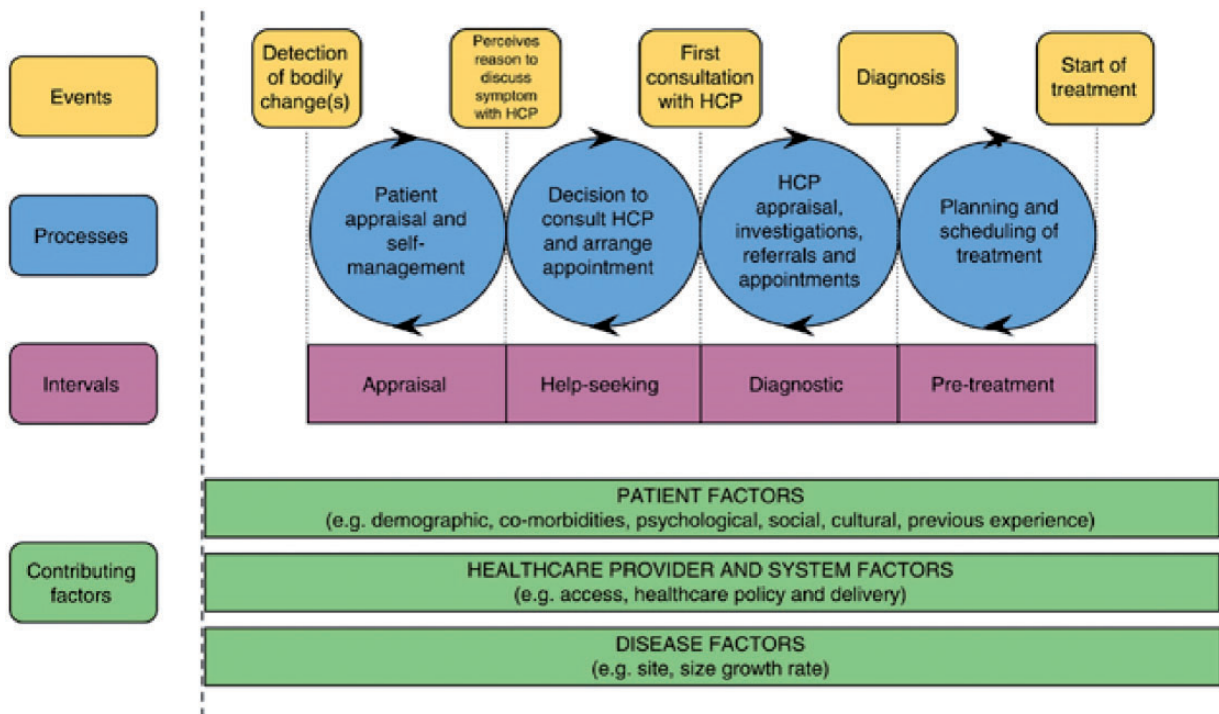 Events
Detection
of bodily
change(s)
Perceives
reason to
discuss
symptom
with HCP
First
consultation
with HCP
Diagnosis
Start of
treatment
Processes
Patient
appraisal and
self-
management
Decision to
consult HCP
and arrange
appointment
HCP
appraisal,
investigations,
referrals and
appointments
Planning and
scheduling of
treatment
Intervals
Appraisal
Help-seeking
Diagnostic
Pre-treatment
Contributing
factors
PATIENT FACTORS
(e.g. demographic, co-morbidities, psychological, social, cultural, previous experience)
HEALTHCARE PROVIDER AND SYSTEM FACTORS
(e.g. access, healthcare policy and delivery)
DISEASE FACTORS
(e.g. site, size growth rate)